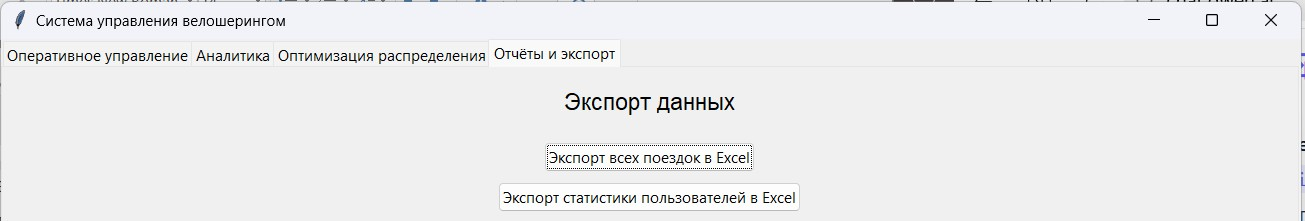 Система управления велошерингом
Оперативное управление Аналитика Оптимизация распределения Отчёты и экспорт
Экспорт данных
Экспорт всех поездок в Excel
Экспорт статистики пользователей в Excel